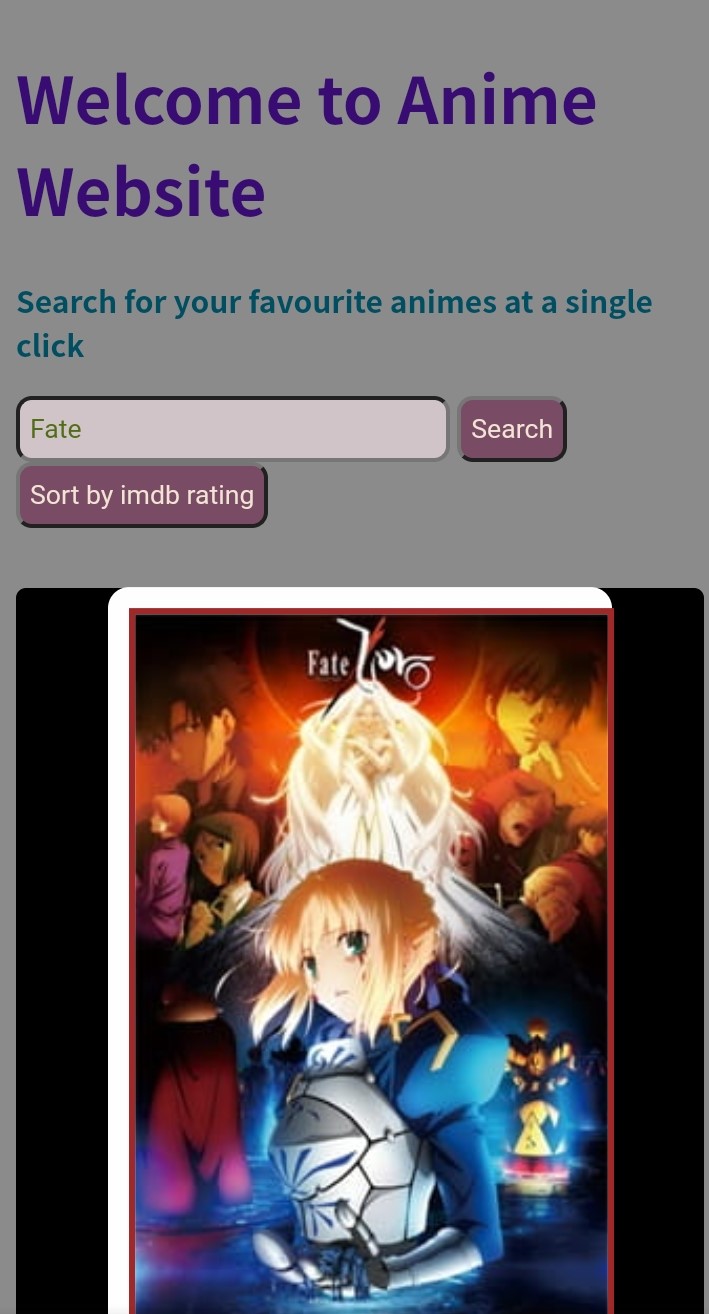 Welcome to Anime
Website
Search for your favourite animes at a single
click
Fate
Search
Sort by imdb rating
Fate Zero